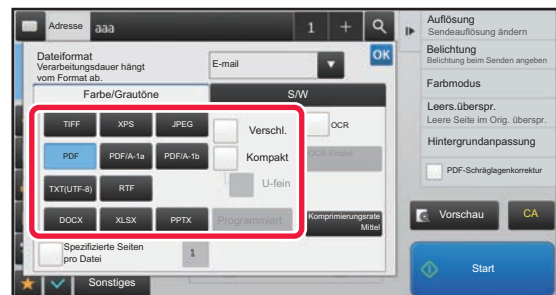 Adresse
aaa
1
+
Auflösung
Sendeauflösung ändern
Dateiformat
Verarbeitungsdauer hängt
vom Format ab.
E-mail
OK
Belichtung
Belichtung beim Senden angeben
Farbe/Grautöne
S/W
Farbmodus
TIFF
XPS
JPEG
Verschl.
OCR
Leers.überspr.
Leere Seite im Orig. überspr.
PDF
PDF/A-1a
PDF/A-1b
Kompakt
OCR-Einst.
Hintergrundanpassung
TXT(UTF-8)
RTF
U-fein
PDF-Schräglagenkorrektur
DOCX
XLSX
PPTX
Programmiert
Komprimierungsrate
Mittel
Vorschau
CA
Spezifizierte Seiten
pro Datei
1
Sonstiges
Start